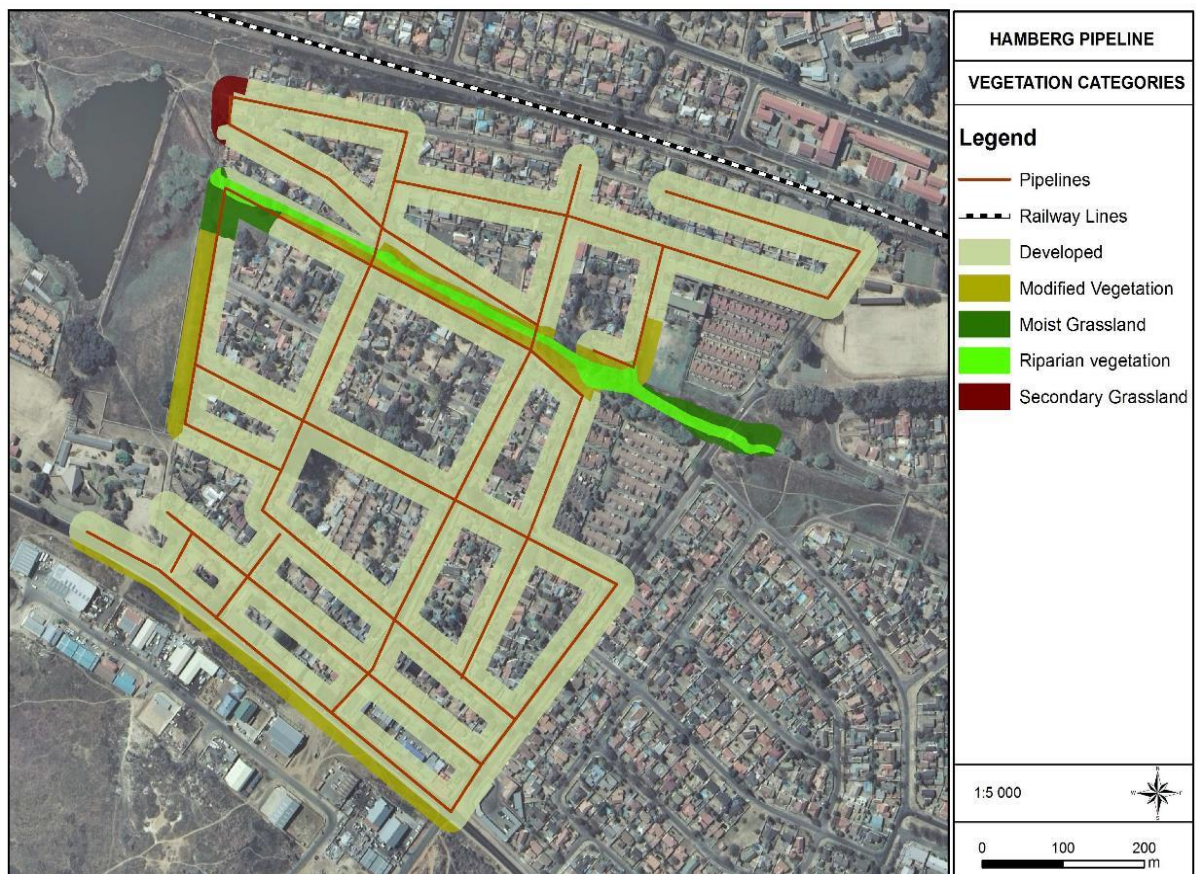 HAMBERG PIPELINE
VEGETATION CATEGORIES
Legend
Pipelines
Railway Lines
Developed
Modified Vegetation
Moist Grassland
Riparian vegetation
Secondary Grassland
1:5 000
N
W E
S
0 100 200
m